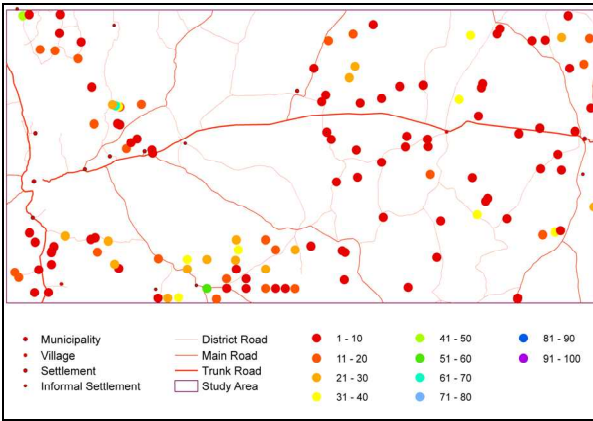 Municipality
Village
Settlement
Informal Settlement
District Road
Main Road
Trunk Road
Study Area
1 - 10
11 - 20
21 - 30
31 - 40
41 - 50
51 - 60
61 - 70
71 - 80
81 - 90
91 - 100